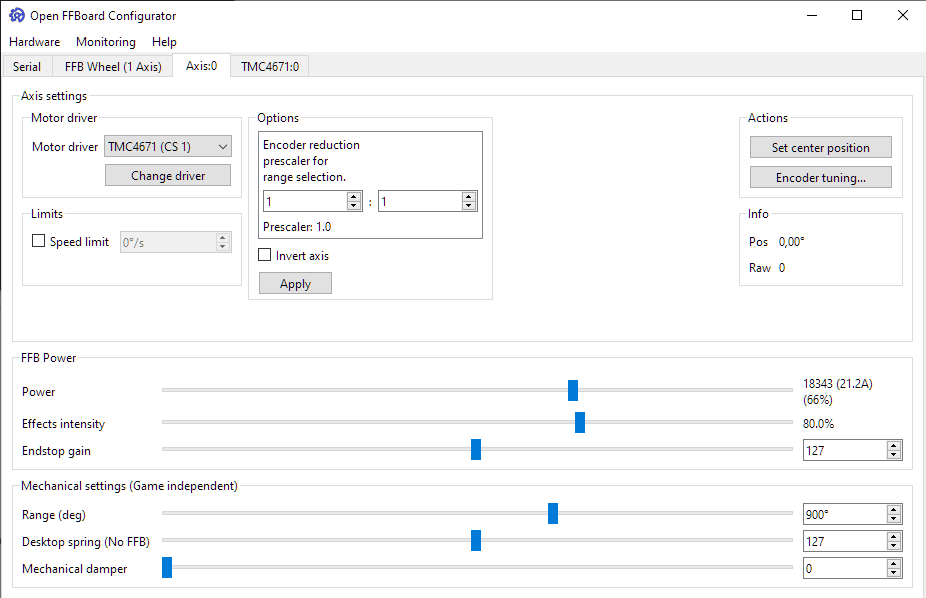 Open FFBoard Configurator
Hardware Monitoring Help
Serial FFB Wheel (1 Axis) Axis:0 TMC4671:0
Axis settings
Motor driver
Motor driver TMC4671 (CS 1)
Change driver
Limits
Speed limit 0°/s
Options
Encoder reduction
prescaler for
range selection.
1 : 1
Prescaler: 1.0
Invert axis
Apply
Actions
Set center position
Encoder tuning...
Info
Pos 0,00°
Raw 0
FFB Power
Power 18343 (21.2A)
(66%)
Effects intensity 80.0%
Endstop gain 127
Mechanical settings (Game independent)
Range (deg) 900°
Desktop spring (No FFB) 127
Mechanical damper 0